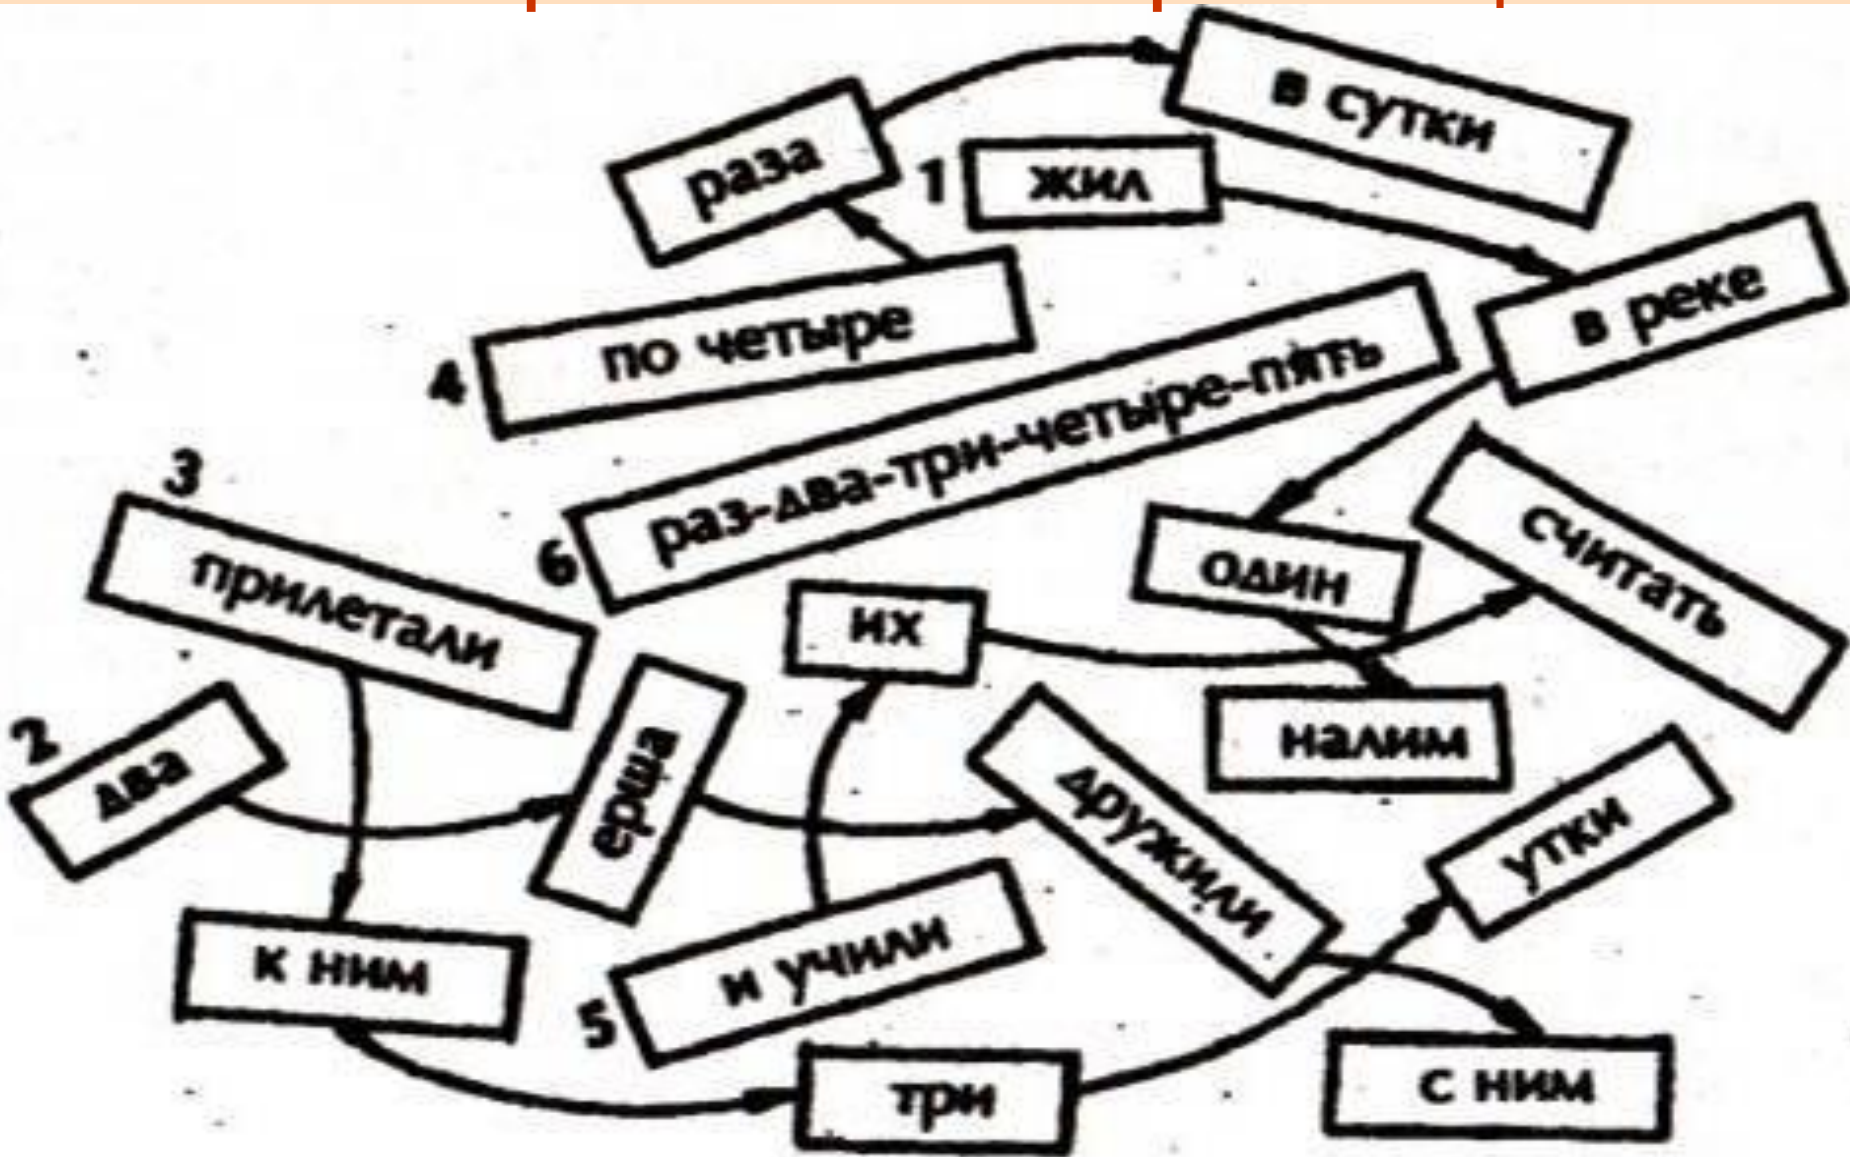 в сутки
раза
1 жил
в реке
4 по четыре
6 раз-два-три-четыре-пять
3
прилетали
один
считать
их
2
два
ерша
дружили
налим
утки
к ним
5 и учили
три
с ним